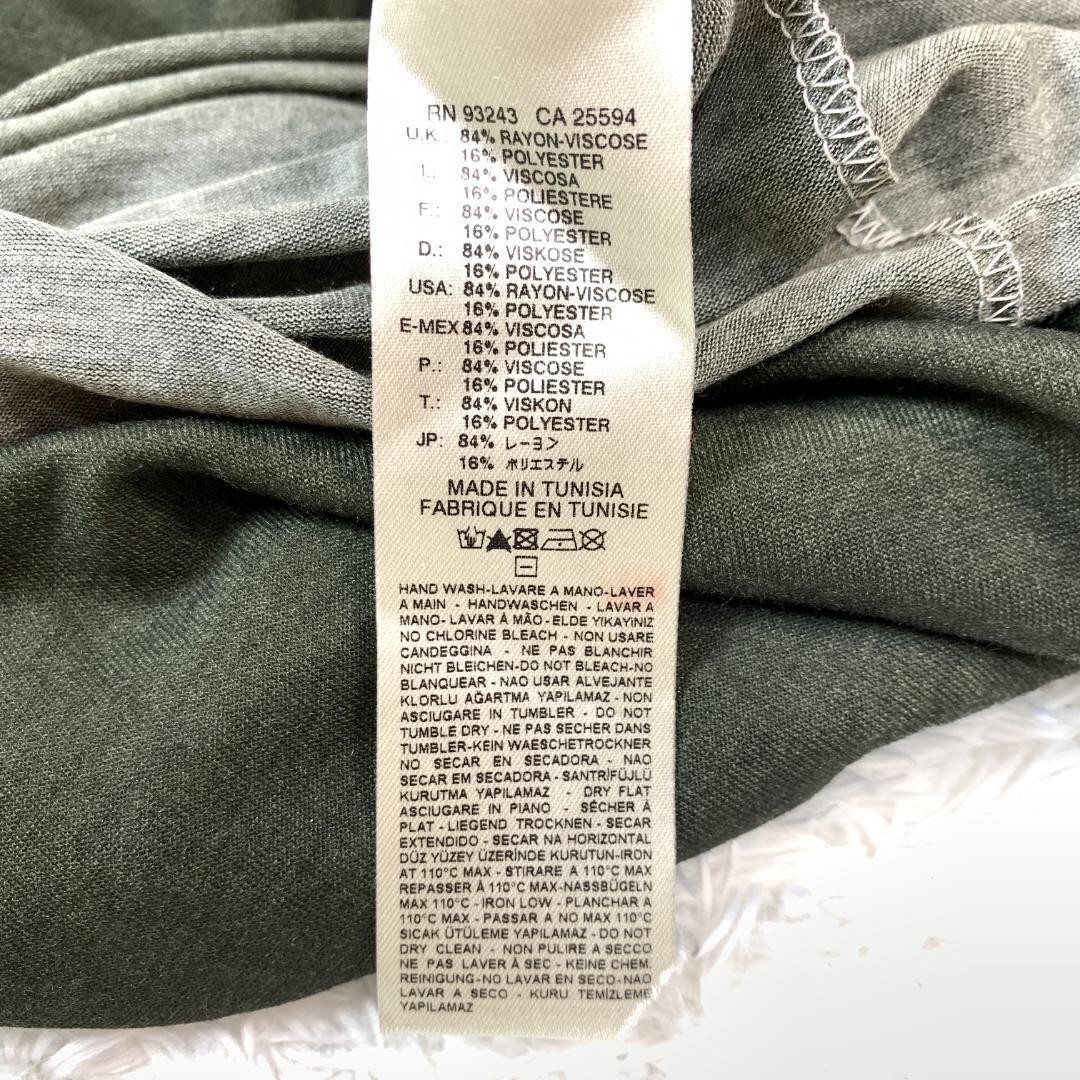 RN 93243 CA 25594
U.K.: 84% RAYON-VISCOSE
16% POLYESTER
I.: 84% VISCOSA
16% POLIESTERE
F.: 84% VISCOSE
16% POLYESTER
D.: 84% VISKOSE
16% POLYESTER
USA: 84% RAYON-VISCOSE
16% POLYESTER
E-MEX 84% VISCOSA
16% POLIESTER
P.: 84% VISCOSE
16% POLIESTER
T.: 84% VISKON
16% POLYESTER
JP: 84% レーヨン
16% ポリエステル
MADE IN TUNISIA
FABRIQUE EN TUNISIE
HAND WASH-LAVARE A MANO-LAVER
A MAIN - HANDWASCHEN - LAVAR A
MANO- LAVAR À MÃO - ELDE YIKAYINIZ
NO CHLORINE BLEACH - NON USARE
CANDEGGINA - NE PAS BLANCHIR
NICHT BLEICHEN-DO NOT BLEACH-NO
BLANQUEAR - NAO USAR ALVEJANTE
KLORLU AĞARTMA YAPILAMAZ - NON
ASCIUGARE IN TUMBLER - DO NOT
TUMBLE DRY - NE PAS SECHER DANS
TUMBLER-KEIN WAESCHETROCKNER
NO SECAR EN SECADORA - NAO
SECAR EM SECADORA - SANTRİFÜJLÜ
KURUTMA YAPILAMAZ - DRY FLAT
ASCIUGARE IN PIANO - SÉCHER À
PLAT - LIEGEND TROCKNEN - SECAR
EXTENDIDO - SECAR NA HORIZONTAL
DÜZ YÜZEY ÜZERİNDE KURUTUN-IRON
AT 110°C MAX - STIRARE A 110°C MAX
REPASSER À 110°C MAX-NASSBÜGELN
MAX 110°C - IRON LOW - PLANCHAR A
110°C MAX - PASSAR A NO MAX 110°C
SICAK ÜTÜLEME YAPILAMAZ - DO NOT
DRY CLEAN - NON PULIRE A SECCO
NE PAS LAVER À SEC - KEINE CHEM.
REINIGUNG-NO LAVAR EN SECO-NAO
LAVAR A SECO - KURU TEMİZLEME
YAPILAMAZ